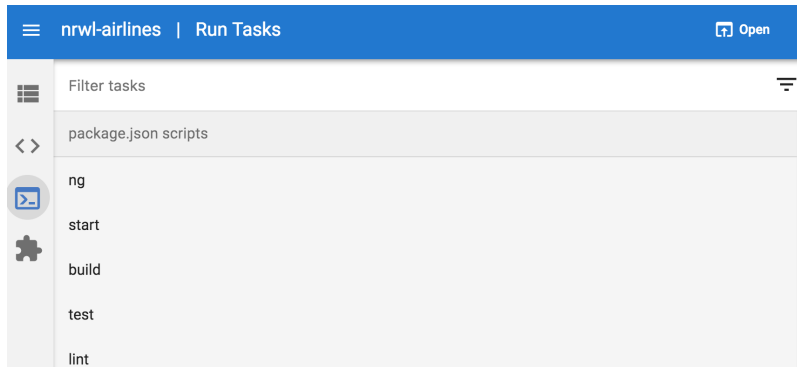 nrwl-airlines | Run Tasks Open
Filter tasks
package.json scripts
ng
start
build
test
lint